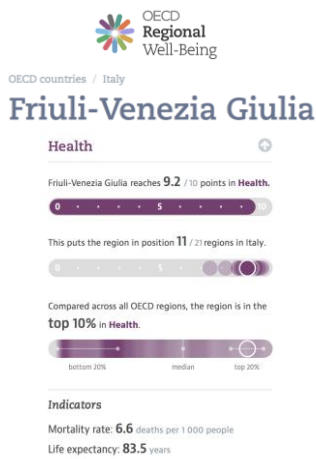 OECD
Regional
Well-Being
OECD countries / Italy
Friuli-Venezia Giulia
Health
Friuli-Venezia Giulia reaches 9.2 / 10 points in Health.
0 5 10
This puts the region in position 11 / 21 regions in Italy.
0 5
Compared across all OECD regions, the region is in the
top 10% in Health.
bottom 20% median top 20%
Indicators
Mortality rate: 6.6 deaths per 1 000 people
Life expectancy: 83.5 years